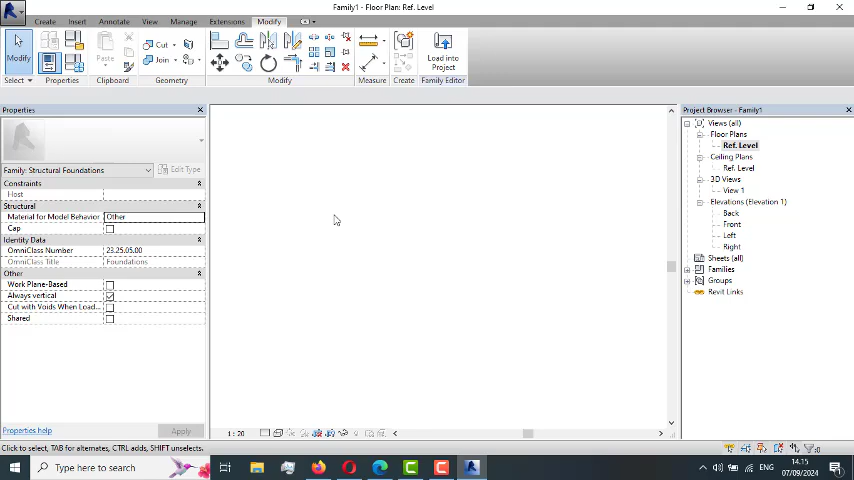 Family1 - Floor Plan: Ref. Level
Create Insert Annotate View Manage Extensions Modify
Modify Paste Cut Join Load into Project
Select Properties Clipboard Geometry Modify Measure Create Family Editor
Properties
Family: Structural Foundations Edit Type
Constraints
Host
Structural
Material for Model Behavior Other
Cap
Identity Data
OmniClass Number 23.25.05.00
OmniClass Title Foundations
Other
Work Plane-Based
Always vertical
Cut with Voids When Load...
Shared
Properties help Apply
1 : 20
Project Browser - Family1
Views (all)
Floor Plans
Ref. Level
Ceiling Plans
Ref. Level
3D Views
View 1
Elevations (Elevation 1)
Back
Front
Left
Right
Sheets (all)
Families
Groups
Revit Links
Click to select, TAB for alternates, CTRL adds, SHIFT unselects.
:0
Type here to search
ENG
14.15
07/09/2024